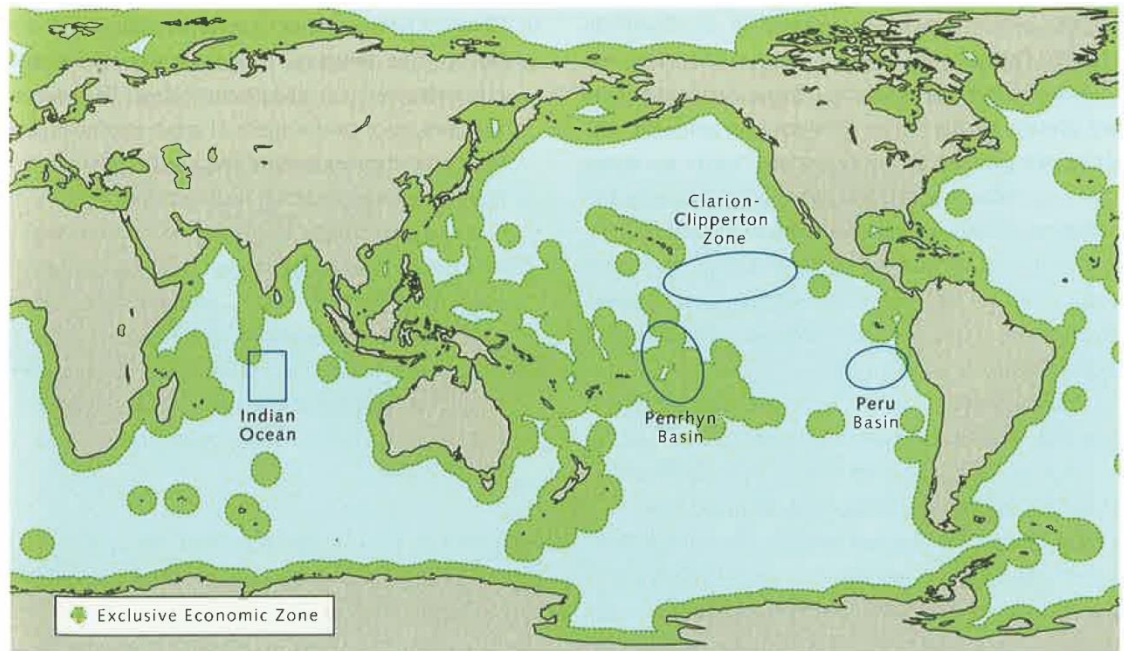 Clarion-
Clipperton
Zone
Indian
Ocean
Penrhyn
Basin
Peru
Basin
Exclusive Economic Zone